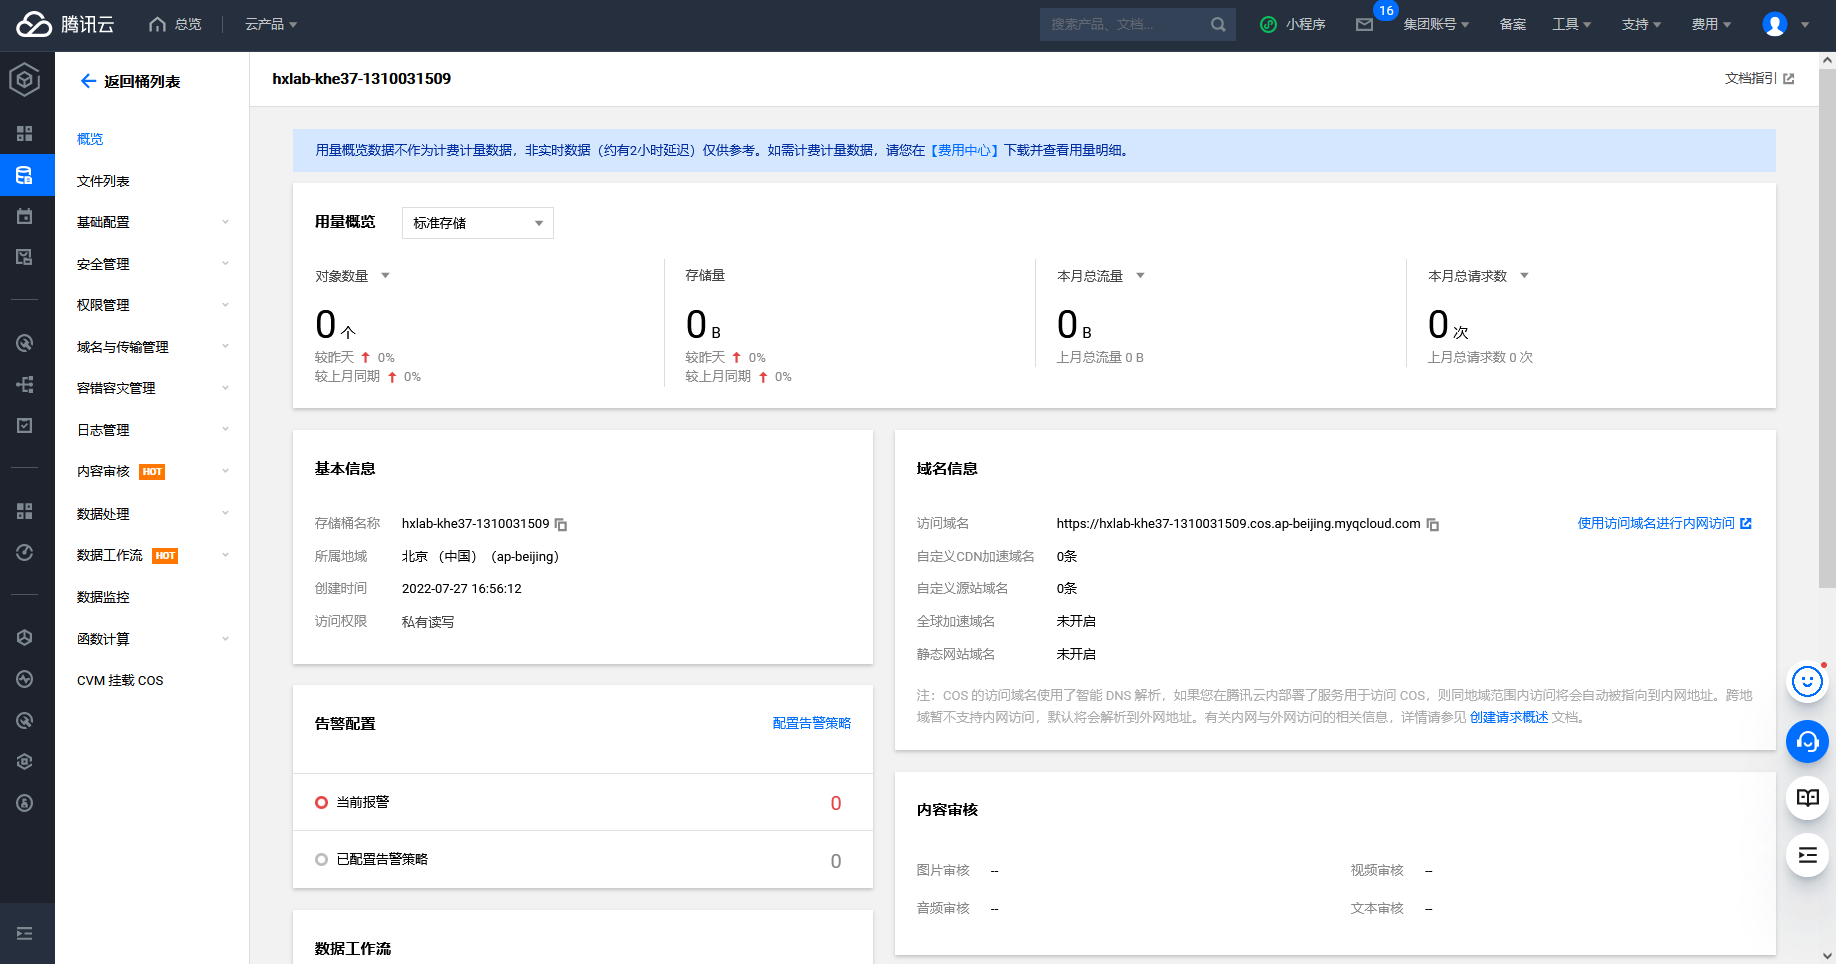 腾讯云
总览
云产品
搜索产品、文档...
小程序
16
集团账号
备案
工具
支持
费用
返回桶列表
hxlab-khe37-1310031509
文档指引
概览
文件列表
基础配置
安全管理
权限管理
域名与传输管理
容错容灾管理
日志管理
内容审核 HOT
数据处理
数据工作流 HOT
数据监控
函数计算
CVM 挂载 COS
用量概览数据不作为计费计量数据，非实时数据（约有2小时延迟）仅供参考。如需计费计量数据，请您在【费用中心】下载并查看用量明细。
用量概览
标准存储
对象数量
0 个
较昨天 0%
较上月同期 0%
存储量
0 B
较昨天 0%
较上月同期 0%
本月总流量
0 B
上月总流量 0 B
本月总请求数
0 次
上月总请求数 0 次
基本信息
存储桶名称 hxlab-khe37-1310031509
所属地域 北京 （中国） （ap-beijing）
创建时间 2022-07-27 16:56:12
访问权限 私有读写
域名信息
访问域名 https://hxlab-khe37-1310031509.cos.ap-beijing.myqcloud.com 使用访问域名进行内网访问
自定义CDN加速域名 0条
自定义源站域名 0条
全球加速域名 未开启
静态网站域名 未开启
注：COS 的访问域名使用了智能 DNS 解析，如果您在腾讯云内部署了服务用于访问 COS，则同地域范围内访问将会自动被指向到内网地址。跨地
域暂不支持内网访问，默认将会解析到外网地址。有关内网与外网访问的相关信息，详情请参见 创建请求概述 文档。
告警配置
配置告警策略
当前报警 0
已配置告警策略 0
内容审核
图片审核 --
视频审核 --
音频审核 --
文本审核 --
数据工作流